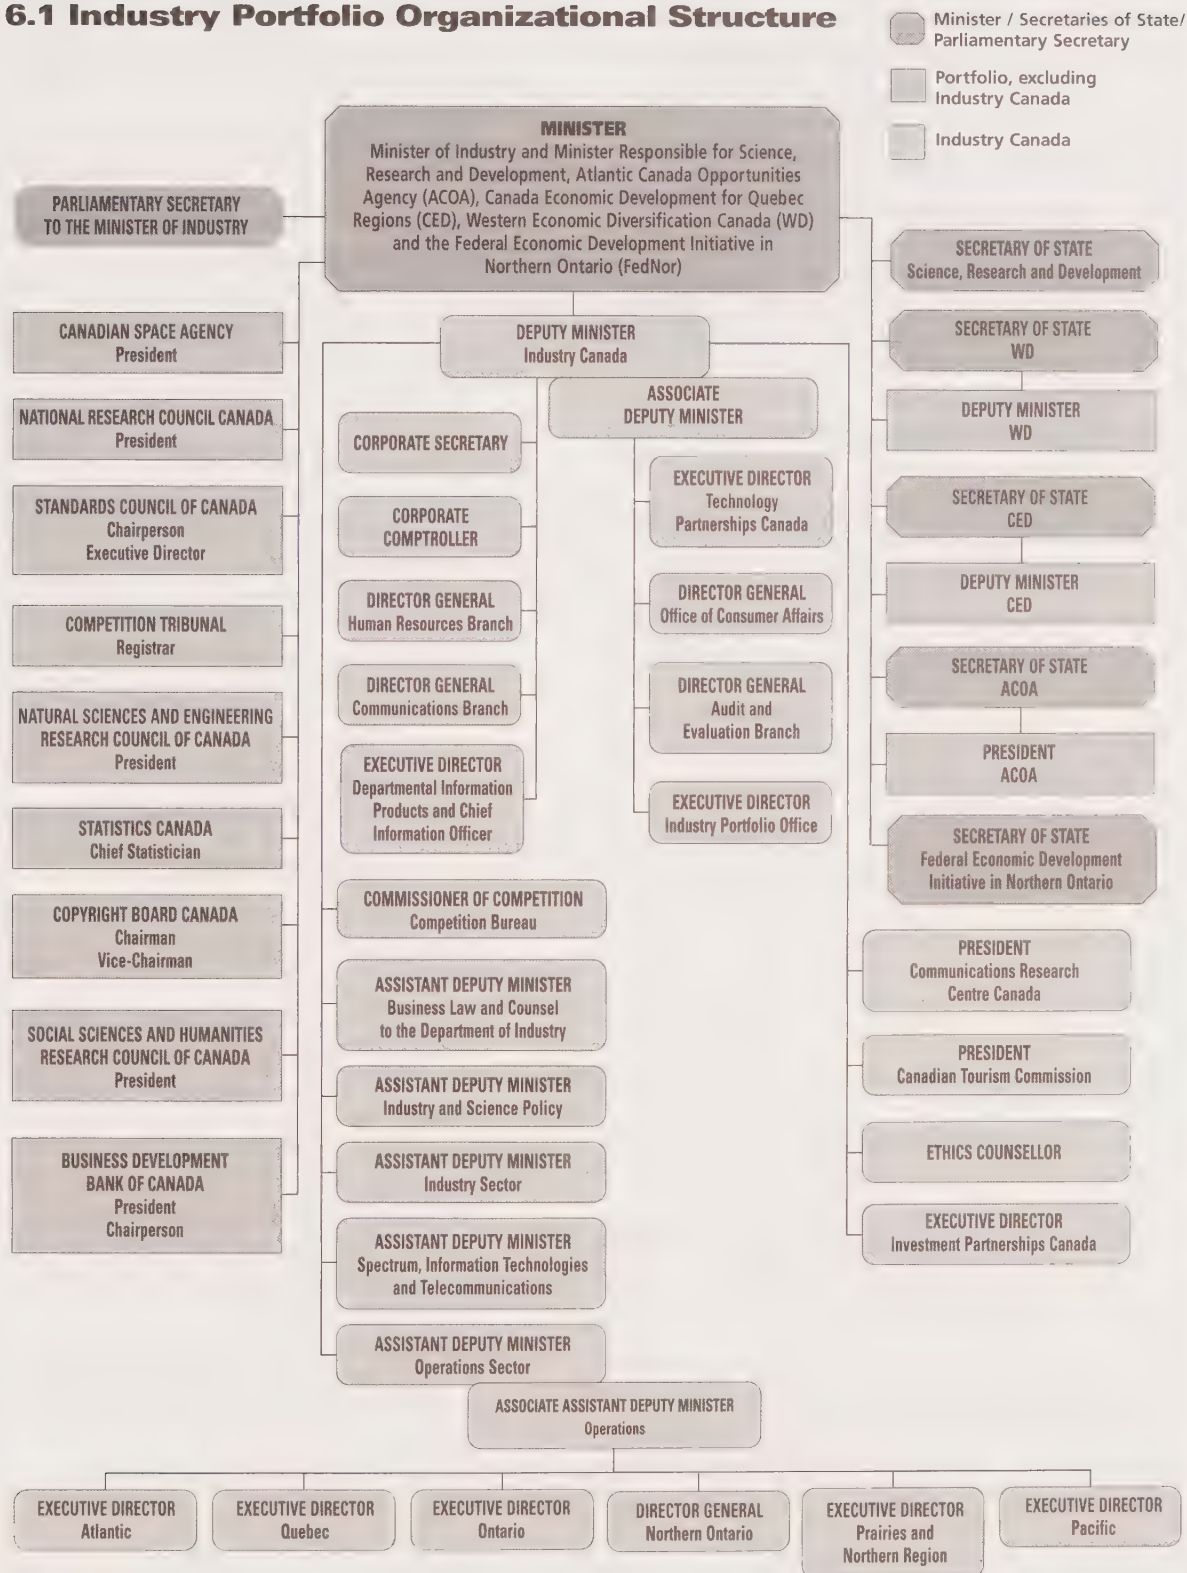 6.1 Industry Portfolio Organizational Structure
Minister / Secretaries of State/
Parliamentary Secretary
Portfolio, excluding
Industry Canada
Industry Canada
MINISTER
Minister of Industry and Minister Responsible for Science,
Research and Development, Atlantic Canada Opportunities
Agency (ACOA), Canada Economic Development for Quebec
Regions (CED), Western Economic Diversification Canada (WD)
and the Federal Economic Development Initiative in
Northern Ontario (FedNor)
PARLIAMENTARY SECRETARY
TO THE MINISTER OF INDUSTRY
CANADIAN SPACE AGENCY
President
NATIONAL RESEARCH COUNCIL CANADA
President
STANDARDS COUNCIL OF CANADA
Chairperson
Executive Director
COMPETITION TRIBUNAL
Registrar
NATURAL SCIENCES AND ENGINEERING
RESEARCH COUNCIL OF CANADA
President
STATISTICS CANADA
Chief Statistician
COPYRIGHT BOARD CANADA
Chairman
Vice-Chairman
SOCIAL SCIENCES AND HUMANITIES
RESEARCH COUNCIL OF CANADA
President
BUSINESS DEVELOPMENT
BANK OF CANADA
President
Chairperson
DEPUTY MINISTER
Industry Canada
ASSOCIATE
DEPUTY MINISTER
CORPORATE SECRETARY
CORPORATE
COMPTROLLER
DIRECTOR GENERAL
Human Resources Branch
DIRECTOR GENERAL
Communications Branch
EXECUTIVE DIRECTOR
Departmental Information
Products and Chief
Information Officer
EXECUTIVE DIRECTOR
Technology
Partnerships Canada
DIRECTOR GENERAL
Office of Consumer Affairs
DIRECTOR GENERAL
Audit and
Evaluation Branch
EXECUTIVE DIRECTOR
Industry Portfolio Office
COMMISSIONER OF COMPETITION
Competition Bureau
ASSISTANT DEPUTY MINISTER
Business Law and Counsel
to the Department of Industry
ASSISTANT DEPUTY MINISTER
Industry and Science Policy
ASSISTANT DEPUTY MINISTER
Industry Sector
ASSISTANT DEPUTY MINISTER
Spectrum, Information Technologies
and Telecommunications
ASSISTANT DEPUTY MINISTER
Operations Sector
SECRETARY OF STATE
Science, Research and Development
SECRETARY OF STATE
WD
DEPUTY MINISTER
WD
SECRETARY OF STATE
CED
DEPUTY MINISTER
CED
SECRETARY OF STATE
ACOA
PRESIDENT
ACOA
SECRETARY OF STATE
Federal Economic Development
Initiative in Northern Ontario
PRESIDENT
Communications Research
Centre Canada
PRESIDENT
Canadian Tourism Commission
ETHICS COUNSELLOR
EXECUTIVE DIRECTOR
Investment Partnerships Canada
ASSOCIATE ASSISTANT DEPUTY MINISTER
Operations
EXECUTIVE DIRECTOR
Atlantic
EXECUTIVE DIRECTOR
Quebec
EXECUTIVE DIRECTOR
Ontario
DIRECTOR GENERAL
Northern Ontario
EXECUTIVE DIRECTOR
Prairies and
Northern Region
EXECUTIVE DIRECTOR
Pacific